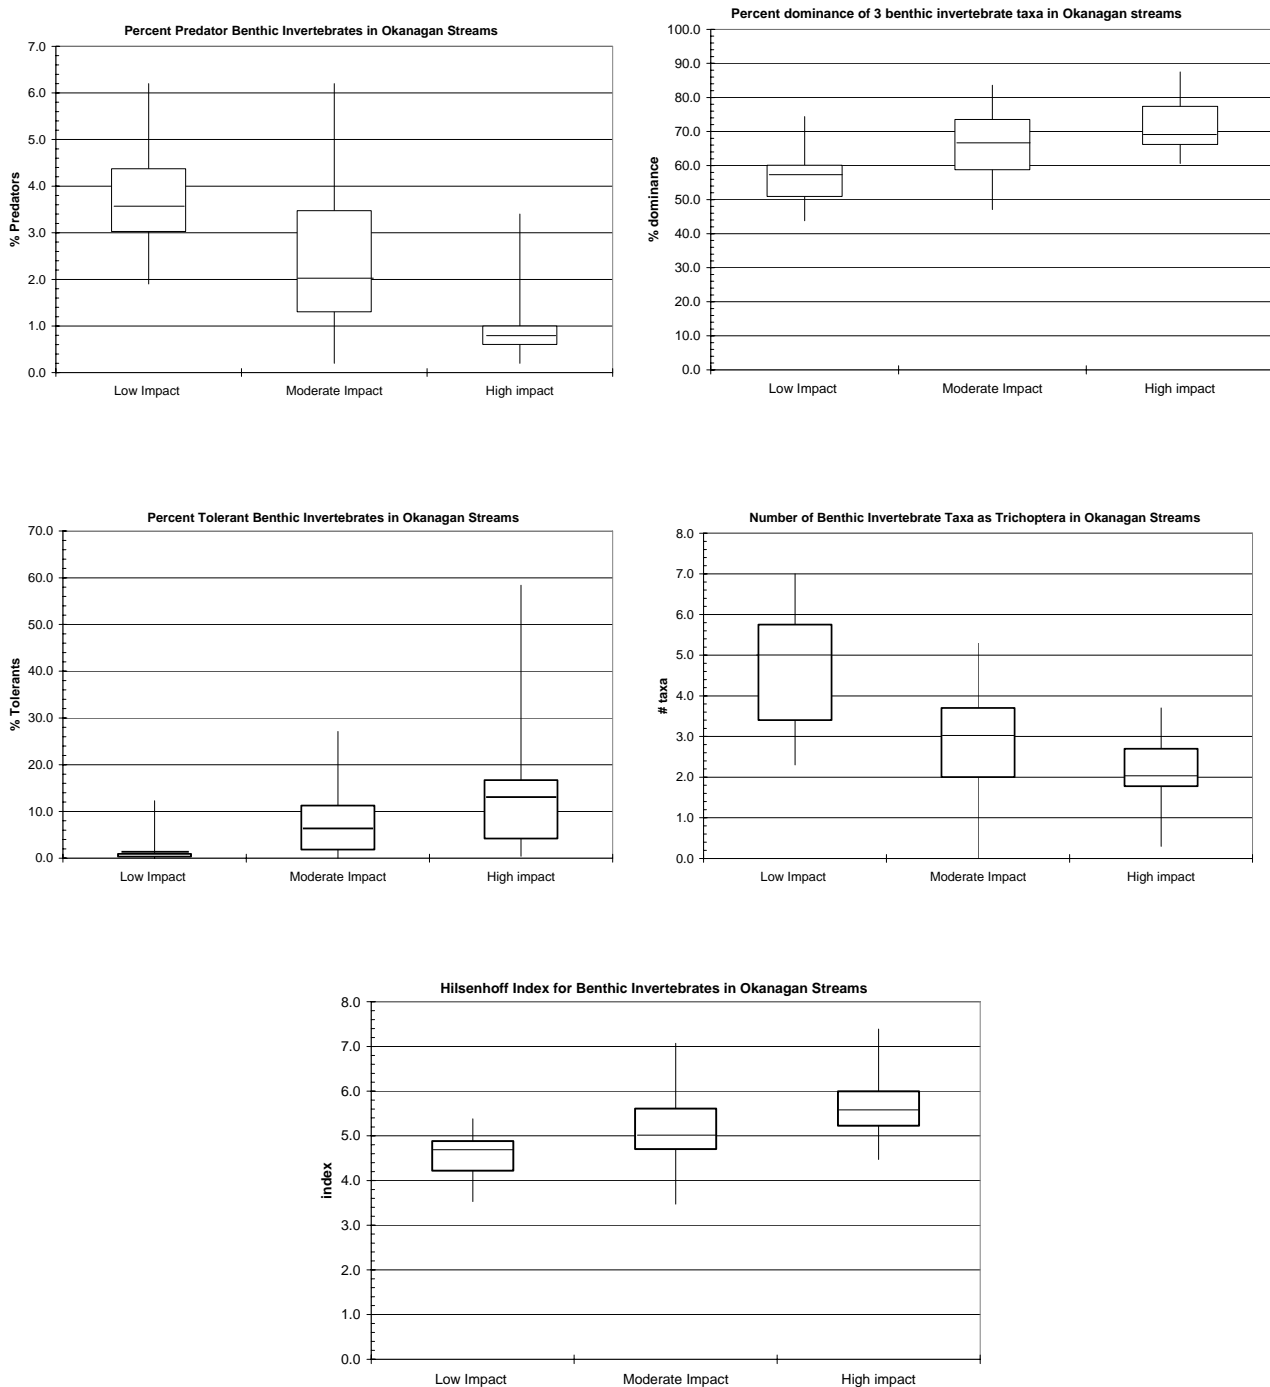 Percent Predator Benthic Invertebrates in Okanagan Streams
7.0
6.0
5.0
4.0
3.0
2.0
1.0
0.0
% Predators
Low Impact
Moderate Impact
High impact
Percent dominance of 3 benthic invertebrate taxa in Okanagan streams
100.0
90.0
80.0
70.0
60.0
50.0
40.0
30.0
20.0
10.0
0.0
% dominance
Low Impact
Moderate Impact
High impact
Percent Tolerant Benthic Invertebrates in Okanagan Streams
70.0
60.0
50.0
40.0
30.0
20.0
10.0
0.0
% Tolerants
Low Impact
Moderate Impact
High impact
Number of Benthic Invertebrate Taxa as Trichoptera in Okanagan Streams
8.0
7.0
6.0
5.0
4.0
3.0
2.0
1.0
0.0
# taxa
Low Impact
Moderate Impact
High impact
Hilsenhoff Index for Benthic Invertebrates in Okanagan Streams
8.0
7.0
6.0
5.0
4.0
3.0
2.0
1.0
0.0
index
Low Impact
Moderate Impact
High impact